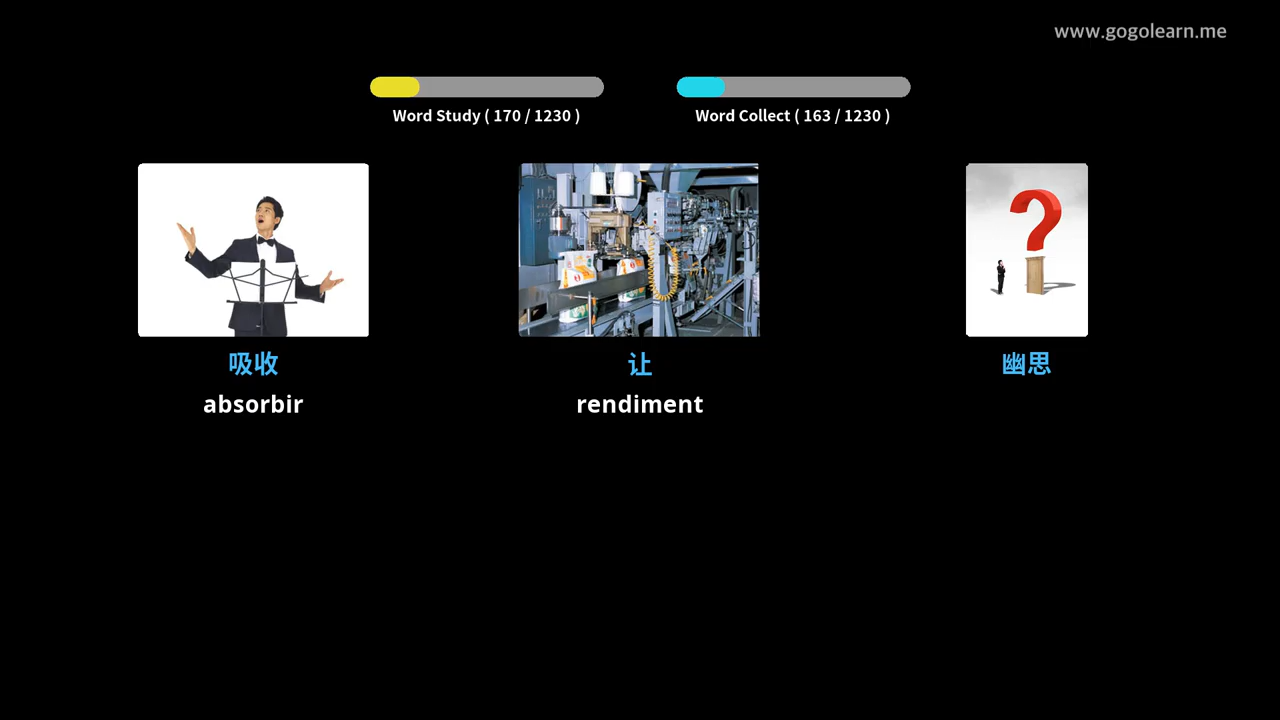 www.gogolearn.me
Word Study ( 170 / 1230 )
Word Collect ( 163 / 1230 )
吸收
让
幽思
absorbir
rendiment